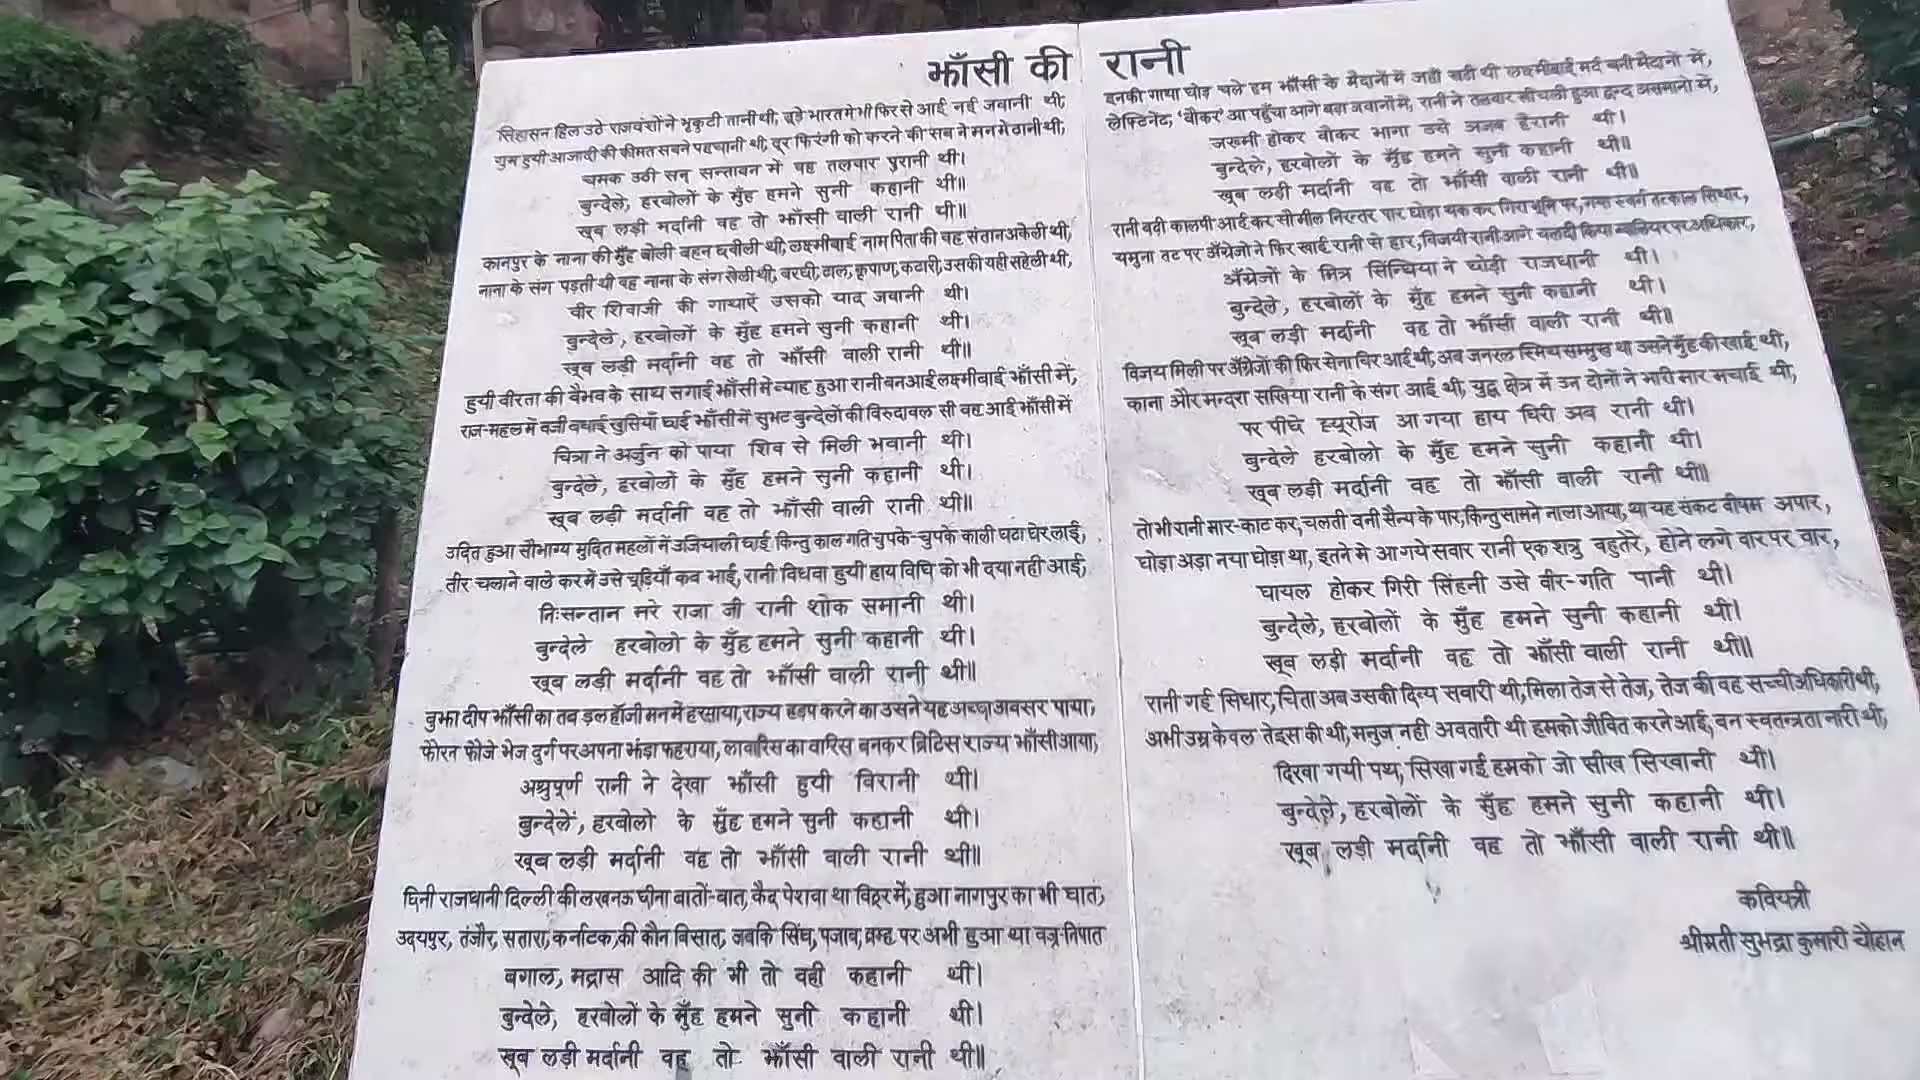 झाँसी की रानी
सिंहासन हिल उठे राजवंशों ने भृकुटी तानी थी, बूढ़े भारत मे भी फिर से आई नई जवानी थी,
गुम हुयी आजादी की कीमत सबने पहचानी थी, दूर फिरंगी को करने की सब ने मन मे ठानी थी,
चमक उठी सन् सन्तावन में वह तलवार पुरानी थी।
बुन्देले, हरबोलों के मुँह हमने सुनी कहानी थी॥
खूब लड़ी मर्दानी वह तो झाँसी वाली रानी थी॥
कानपुर के नाना की मुँह बोली बहन छबीली थी, लक्ष्मीबाई नाम पिता की वह संतान अकेली थी,
नाना के संग पड़ती थी वह नाना के संग खेली थी, बरछी, ढाल, कृपाण, कटारी, उसकी यही सहेली थी,
वीर शिवाजी की गाथाऐं उसको याद जवानी थी।
बुन्देले, हरबोलों के मुँह हमने सुनी कहानी थी।
खूब लड़ी मर्दानी वह तो झाँसी वाली रानी थी॥
हुयी वीरता की वैभव के साथ सगाई झाँसी में व्याह हुआ रानी बन आई लक्ष्मीबाई झाँसी में,
राज-महल में बजी बधाई खुसियाँ छाई झाँसी में सुभट बुन्देलों की विरुदावल सी वह आई झाँसी में
चित्रा ने अर्जुन को पाया शिव से मिली भवानी थी।
बुन्देले, हरबोलों के मुँह हमने सुनी कहानी थी।
खूब लड़ी मर्दानी वह तो झाँसी वाली रानी थी॥
उदित हुआ सौभाग्य मुदित महलों में उजियाली छाई किन्तु काल गति चुपके-चुपके काली घटा घेर लाई,
तीर चलाने वाले कर में उसे चूडियाँ कब भाई, रानी विधवा हुयी हाय विधि को भी दया नही आई,
निःसन्तान मरे राजा जी रानी शोक समानी थी।
बुन्देले हरबोलो के मुँह हमने सुनी कहानी थी।
खूब लड़ी मर्दानी वह तो झाँसी वाली रानी थी॥
बुझा दीप झाँसी का तब ड़लहौजी मन में हरसाया, राज्य हड़प करने का उसने यह अच्छा अवसर पाया,
फौरन फौजे भेज दुर्ग पर अपना झंडा फहराया, लावारिस का वारिस बनकर ब्रिटिस राज्य झाँसी आया,
अश्रुपूर्ण रानी ने देखा झाँसी हुयी विरानी थी।
बुन्देलें, हरबोलो के मुँह हमने सुनी कहानी थी।
खूब लड़ी मर्दानी वह तो झाँसी वाली रानी थी॥
छिनी राजधानी दिल्ली की लखनऊ छीना बातों-बात, कैद पेशवा था बिठूर में, हुआ नागपुर का भी घात,
उदयपुर, तंजौर, सतारा, कर्नाटक, की कौन बिसात, जबकि सिंध, पजाब, ब्रम्ह पर अभी हुआ था वज्र-निपात
बगाल, मद्रास आदि की भी तो वही कहानी थी।
बुन्देले, हरबोलों के मुँह हमने सुनी कहानी थी।
खूब लड़ी मर्दानी वह तो झाँसी वाली रानी थी॥
इनकी गाथा छोड़ चले हम झाँसी के मैदानों में जहाँ खडी थी लक्ष्मीबाई मर्द बनी मैदानों में,
लेफ्टिनेंट, 'वौकर' आ पहुँचा आगे बढ़ा जवानों में, रानी ने तलवार खींचली हुआ द्वन्द असमानो में,
जख्मी होकर वौकर भागा उसे अजब हैरानी थी।
बुन्देले, हरबोलों के मुँह हमने सुनी कहानी थी॥
खूब लड़ी मर्दानी वह तो झाँसी वाली रानी थी॥
रानी बढ़ी कालपी आई कर सौ मील निरन्तर पार घोड़ा थक कर गिरा भूमि पर, गया स्वर्ग तत्काल सिधार,
यमुना तट पर अँग्रेजो ने फिर खाई रानी से हार, विजयी रानी आगे चलदी किया ग्वालियर पर अधिकार,
अँग्रेजों के मित्र सिंन्धिया ने छोड़ी राजधानी थी।
बुन्देले, हरबोलों के मुँह हमने सुनी कहानी थी।
खूब लड़ी मर्दानी वह तो झाँसी वाली रानी थी॥
विजय मिली पर अँग्रेजों की फिर सेना घिर आई थी, अब जनरल स्मिथ सम्मुख था उसने मुँह की खाई थी,
काना और मन्दरा सखिया रानी के संग आई थी, युद्ध क्षेत्र में उन दोनों ने भारी मार मचाई थी,
पर पीछे ह्यूरोज आ गया हाय घिरी अब रानी थी।
बुन्देले हरबोलो के मुँह हमने सुनी कहानी थी।
खूब लड़ी मर्दानी वह तो झाँसी वाली रानी थी॥
तो भी रानी मार-काट कर, चलती बनी सैन्य के पार, किन्तु सामने नाला आया, था यह संकट वीषम अपार,
घोड़ा अड़ा नया घोड़ा था, इतने मे आ गये सवार रानी एक शत्रु बहुतेरे, होने लगे वार पर वार,
घायल होकर गिरी सिंहनी उसे वीर-गति पानी थी।
बुन्देले, हरबोलों के मुँह हमने सुनी कहानी थी।
खूब लड़ी मर्दानी वह तो झाँसी वाली रानी थी॥
रानी गई सिधार, चिता अब उसकी दिव्य सवारी थी, मिला तेज से तेज, तेज की वह सच्ची अधिकारी थी,
अभी उम्र केवल तेइस की थी, मनुज नही अवतारी थी हमको जीवित करने आई, बन स्वतन्त्रता नारी थी,
दिखा गयी पथ, सिखा गई हमको जो सीख सिखानी थी।
बुन्देले, हरबोलों के मुँह हमने सुनी कहानी थी।
खूब लड़ी मर्दानी वह तो झाँसी वाली रानी थी॥
कवियत्री
श्रीमती सुभद्रा कुमारी चौहान